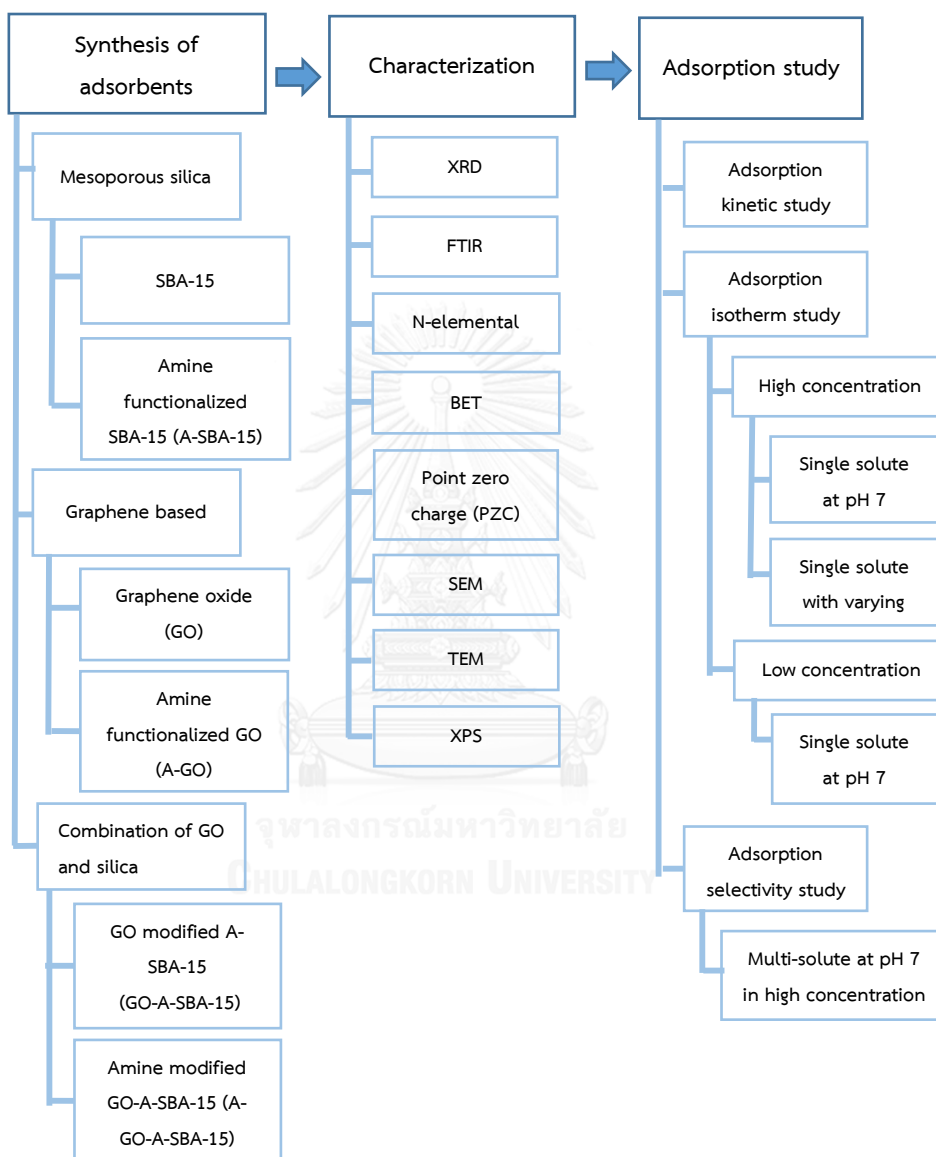 Synthesis of
adsorbents
Mesoporous silica
SBA-15
Amine
functionalized
SBA-15 (A-SBA-15)
Graphene based
Graphene oxide
(GO)
Amine
functionalized GO
(A-GO)
Combination of GO
and silica
GO modified A-
SBA-15
(GO-A-SBA-15)
Amine modified
GO-A-SBA-15 (A-
GO-A-SBA-15)
Characterization
XRD
FTIR
N-elemental
BET
Point zero
charge (PZC)
SEM
TEM
XPS
Adsorption study
Adsorption
kinetic study
Adsorption
isotherm study
High concentration
Single solute
at pH 7
Single solute
with varying
Low concentration
Single solute
at pH 7
Adsorption
selectivity study
Multi-solute at pH 7
in high concentration
จุฬาลงกรณ์มหาวิทยาลัย
CHULALONGKORN UNIVERSITY